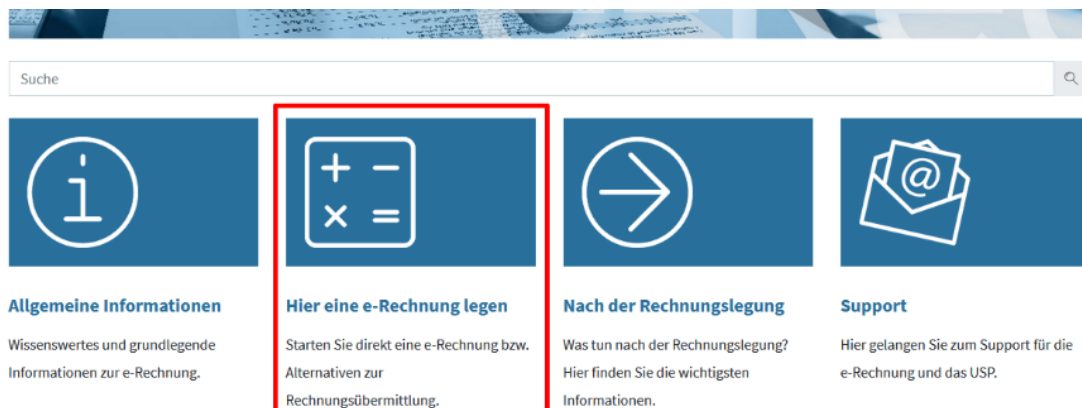 Suche
Allgemeine Informationen
Wissenswertes und grundlegende
Informationen zur e-Rechnung.
Hier eine e-Rechnung legen
Starten Sie direkt eine e-Rechnung bzw.
Alternativen zur
Rechnungsübermittlung.
Nach der Rechnungslegung
Was tun nach der Rechnungslegung?
Hier finden Sie die wichtigsten
Informationen.
Support
Hier gelangen Sie zum Support für die
e-Rechnung und das USP.